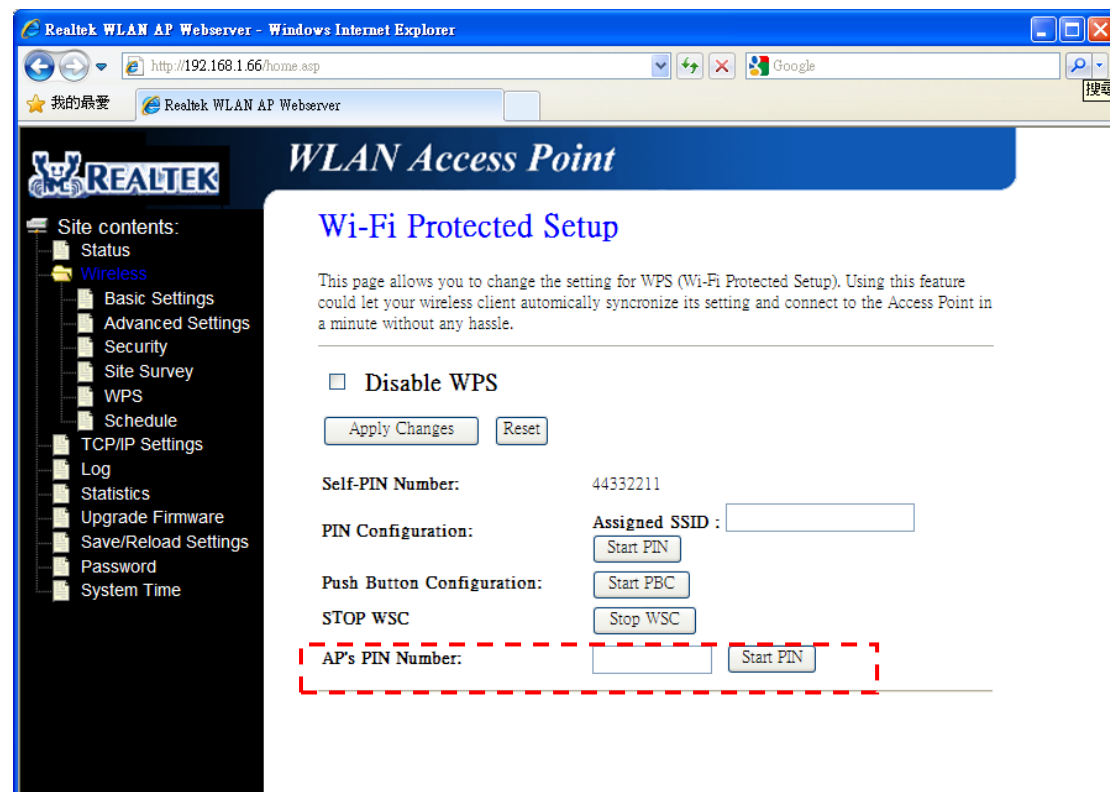 Realtek WLAN AP Webserver - Windows Internet Explorer
http://192.168.1.66/home.asp
Google
我的最愛
Realtek WLAN AP Webserver
搜尋
REALTEK
WLAN Access Point
Site contents:
Status
Wireless
Basic Settings
Advanced Settings
Security
Site Survey
WPS
Schedule
TCP/IP Settings
Log
Statistics
Upgrade Firmware
Save/Reload Settings
Password
System Time
Wi-Fi Protected Setup
This page allows you to change the setting for WPS (Wi-Fi Protected Setup). Using this feature
could let your wireless client automically syncronize its setting and connect to the Access Point in
a minute without any hassle.
Disable WPS
Apply Changes Reset
Self-PIN Number: 44332211
PIN Configuration: Assigned SSID :
Start PIN
Push Button Configuration: Start PBC
STOP WSC Stop WSC
AP's PIN Number: Start PIN